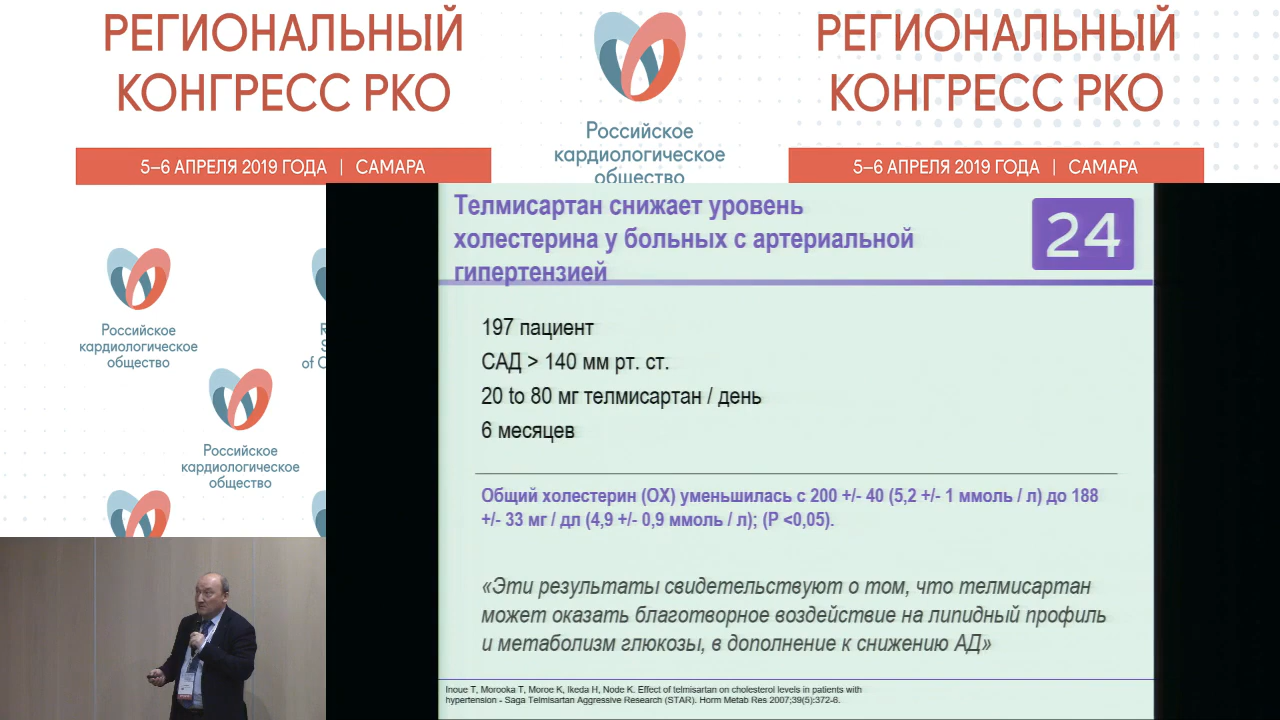 РЕГИОНАЛЬНЫЙ
КОНГРЕСС РКО
5–6 АПРЕЛЯ 2019 ГОДА | САМАРА
Российское
кардиологическое
общество
РЕГИОНАЛЬНЫЙ
КОНГРЕСС РКО
5–6 АПРЕЛЯ 2019 ГОДА | САМАРА
Российское
кардиологическое
общество
R
S
of C
Российское
кардиологическое
общество
Телмисартан снижает уровень
холестерина у больных с артериальной
гипертензией
24
197 пациент
САД > 140 мм рт. ст.
20 to 80 мг телмисартан / день
6 месяцев
Общий холестерин (ОХ) уменьшилась с 200 +/- 40 (5,2 +/- 1 ммоль / л) до 188
+/- 33 мг / дл (4,9 +/- 0,9 ммоль / л); (P <0,05).
«Эти результаты свидетельствуют о том, что телмисартан
может оказать благотворное воздействие на липидный профиль
и метаболизм глюкозы, в дополнение к снижению АД»
Inoue T, Morooka T, Moroe K, Ikeda H, Node K. Effect of telmisartan on cholesterol levels in patients with
hypertension - Saga Telmisartan Aggressive Research (STAR). Horm Metab Res 2007;39(5):372-6.